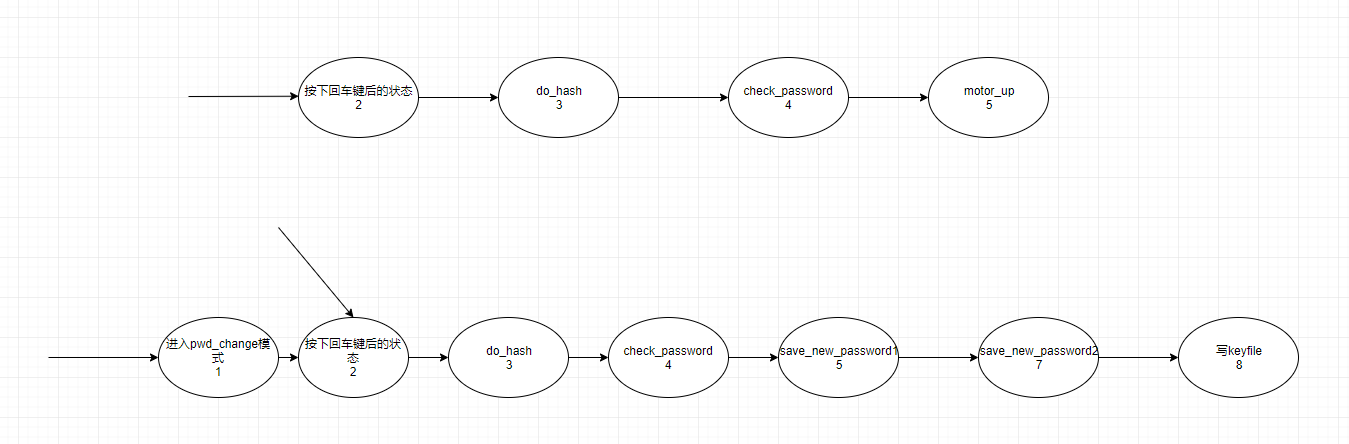 按下回车键后的状态
2
do_hash
3
check_password
4
motor_up
5
进入pwd_change模
式
1
按下回车键后的状
态
2
do_hash
3
check_password
4
save_new_password1
5
save_new_password2
7
写keyfile
8